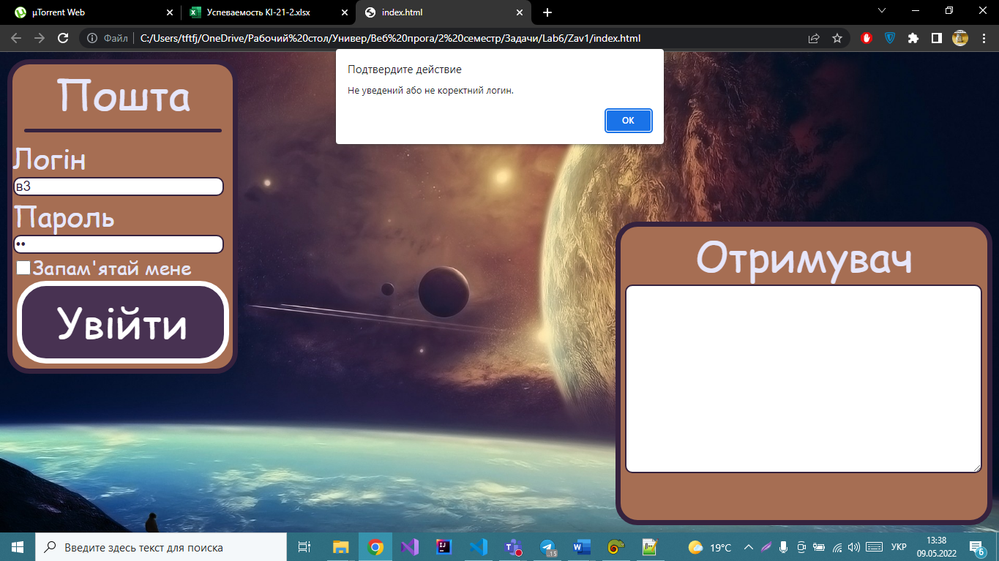 µTorrent Web
Успеваемость KI-21-2.xlsx
index.html
Файл
C:/Users/tftfj/OneDrive/Рабочий%20стол/Универ/Веб%20прога/2%20семестр/Задачи/Lab6/Zav1/index.html
Подтвердите действие
Не уведений або не коректний логин.
ОК
Пошта
Логін
в3
Пароль
Запам'ятай мене
Увійти
Отримувач
Введите здесь текст для поиска
..15
19°C
УКР
13:38
09.05.2022
6